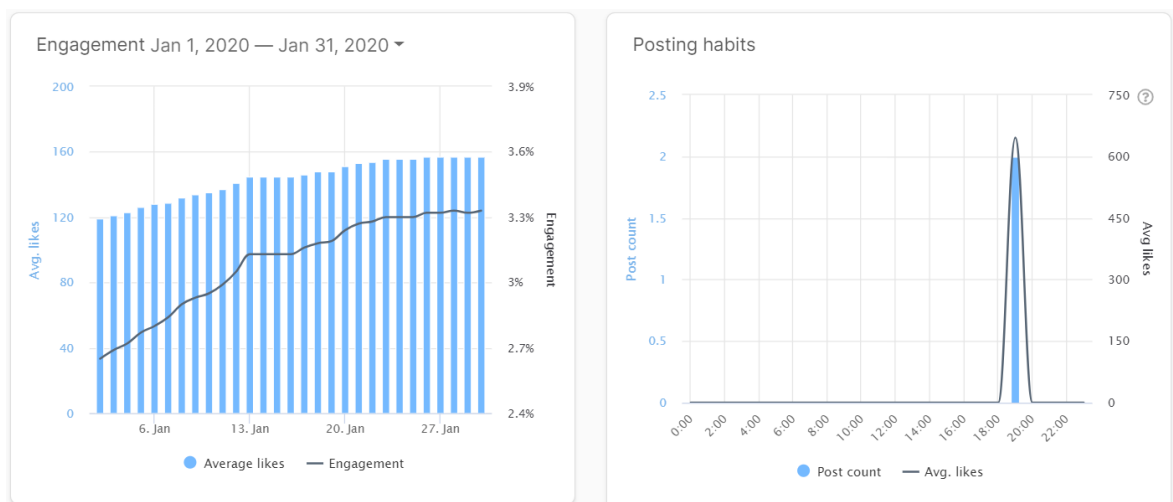 Engagement Jan 1, 2020 — Jan 31, 2020
200
160
120
80
40
0
Avg. likes
3.9%
3.6%
3.3%
3%
2.7%
2.4%
Engagement
6. Jan
13. Jan
20. Jan
27. Jan
Average likes
Engagement
Posting habits
2.5
2
1.5
1
0.5
0
Post count
750
?
600
450
300
150
0
Avg likes
0:00
2:00
4:00
6:00
8:00
10:00
12:00
14:00
16:00
18:00
20:00
22:00
Post count
Avg. likes